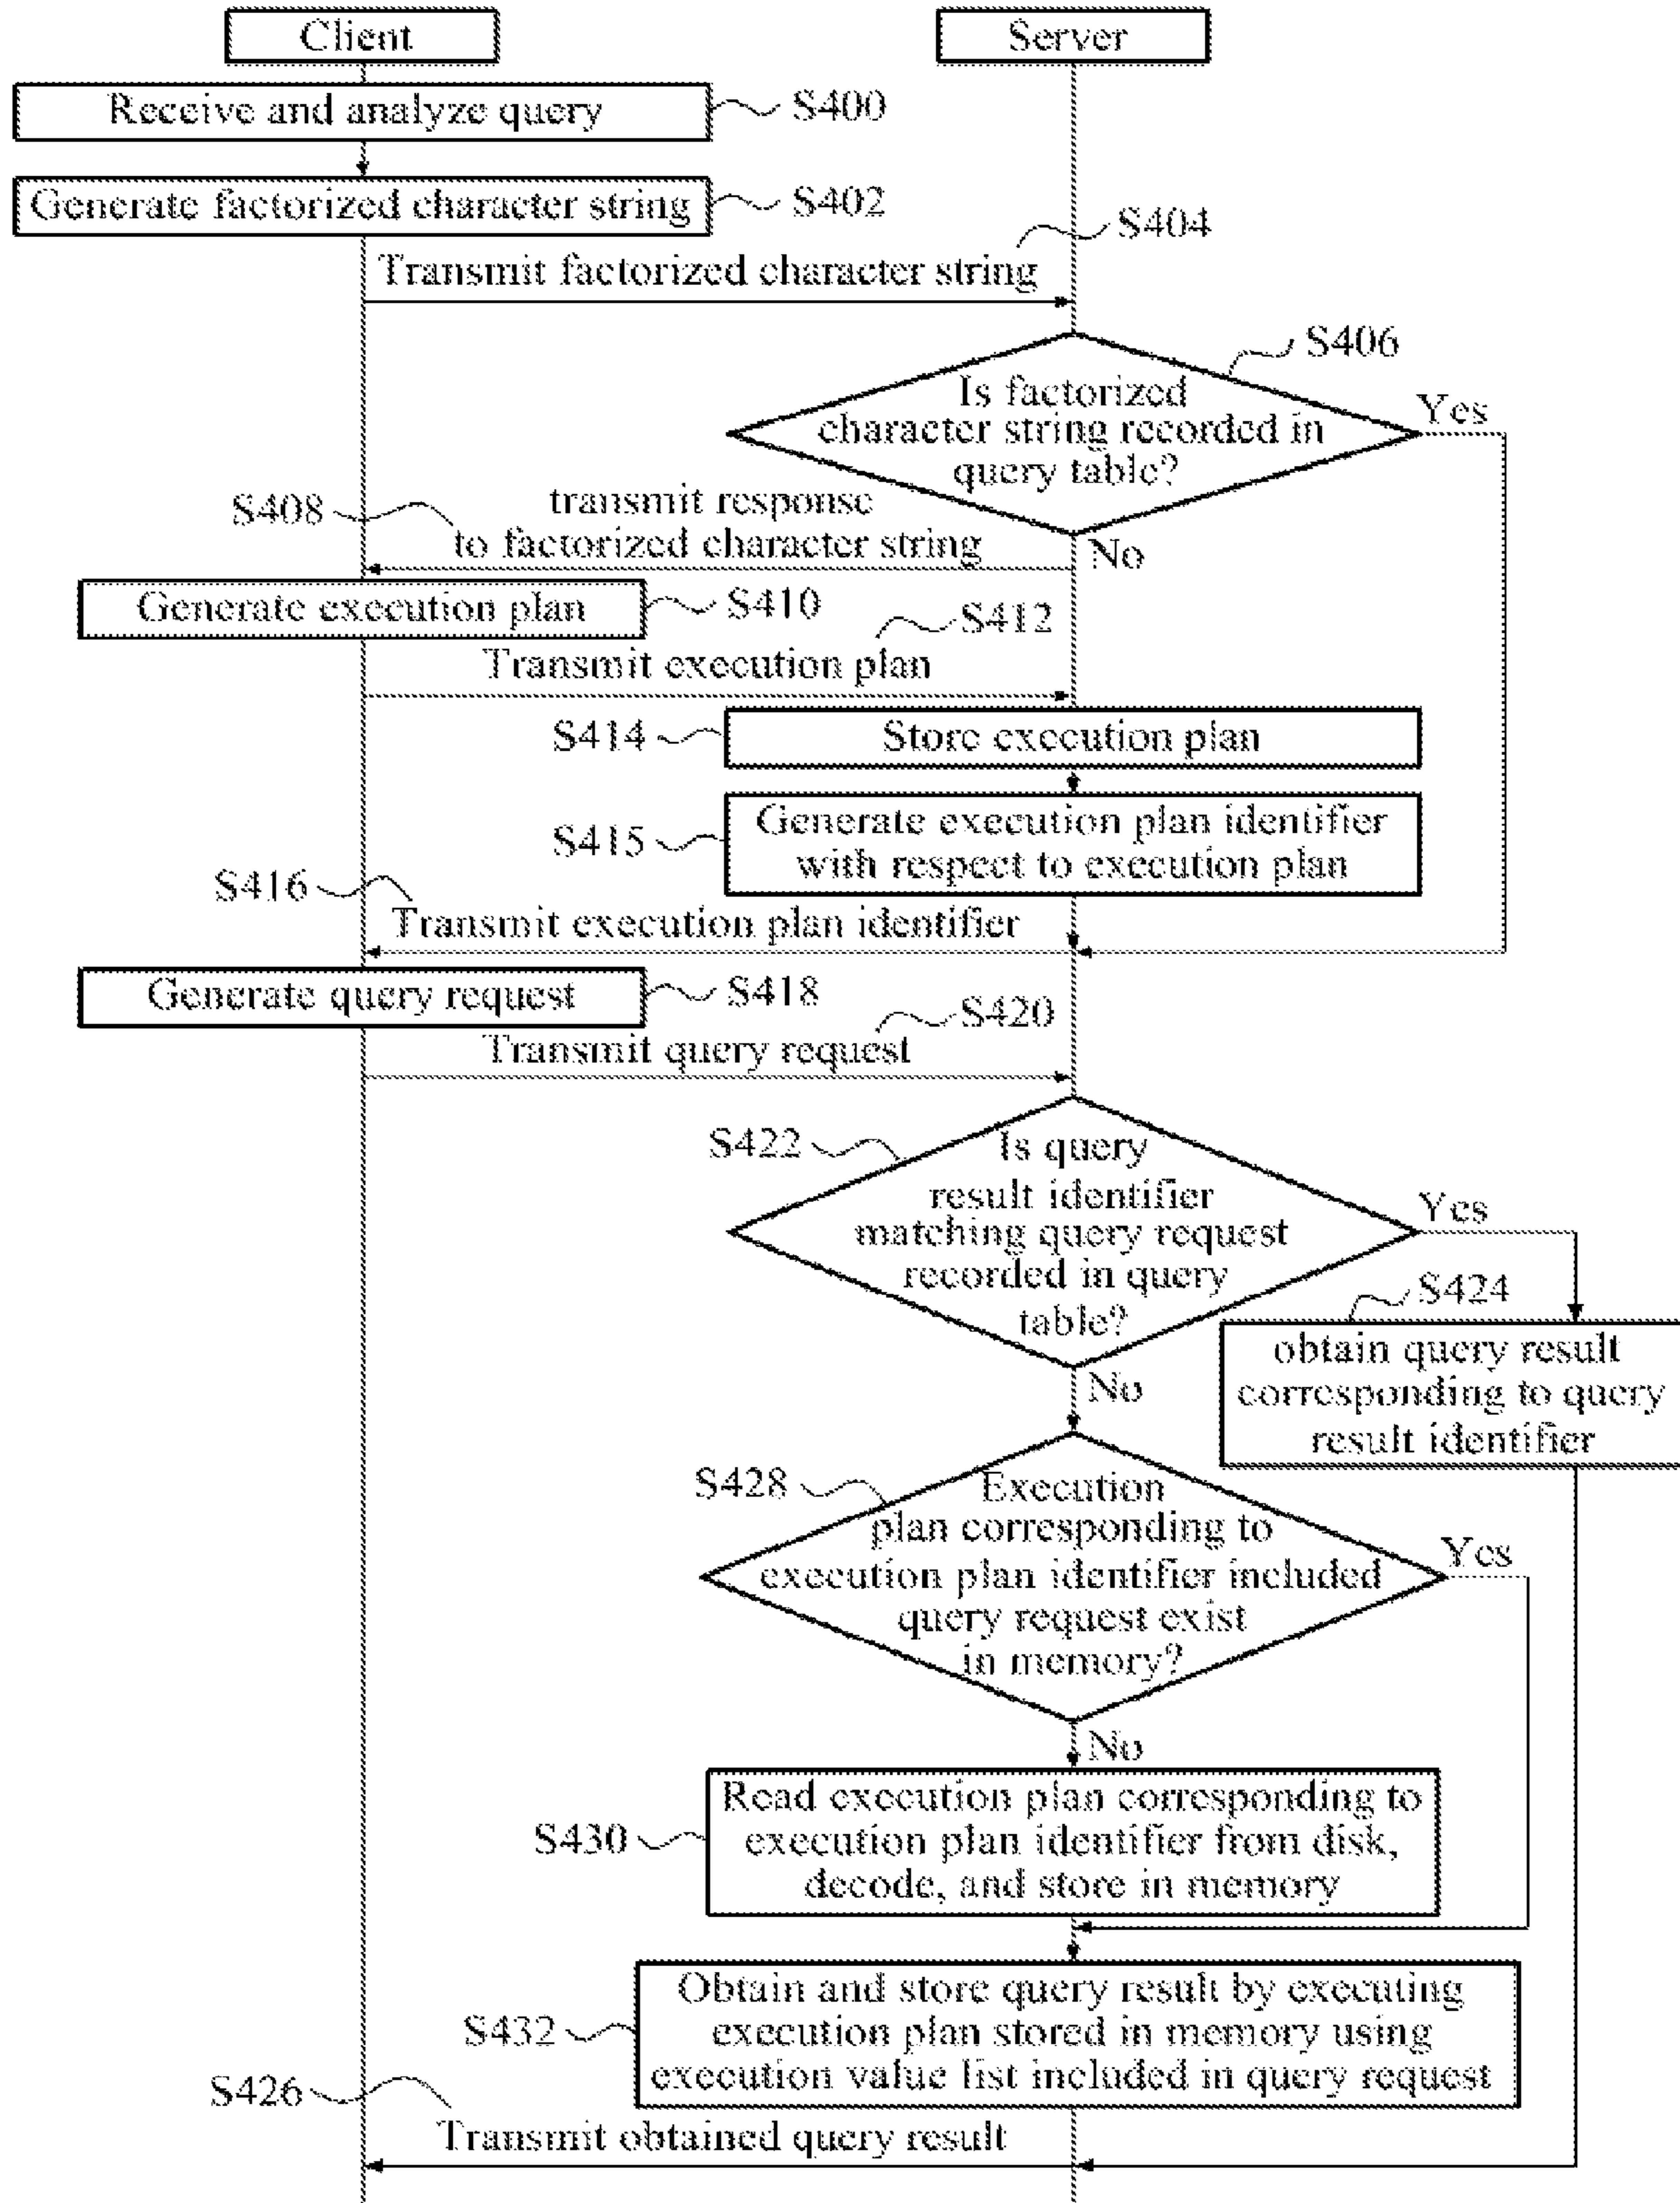 Client
Server
Receive and analyze query
S400
Generate factorized character string
S402
S404
Transmit factorized character string
S406
Is factorized
character string recorded in
query table?
Yes
S408
transmit response
to factorized character string
No
Generate execution plan
S410
S412
Transmit execution plan
S414
Store execution plan
S415
Generate execution plan identifier
with respect to execution plan
S416
Transmit execution plan identifier
Generate query request
S418
S420
Transmit query request
S422
Is query
result identifier
matching query request
recorded in query
table?
Yes
S424
obtain query result
corresponding to query
result identifier
No
S428
Execution
plan corresponding to
execution plan identifier included
query request exist
in memory?
Yes
No
S430
Read execution plan corresponding to
execution plan identifier from disk,
decode, and store in memory
S432
Obtain and store query result by executing
execution plan stored in memory using
execution value list included in query request
S426
Transmit obtained query result